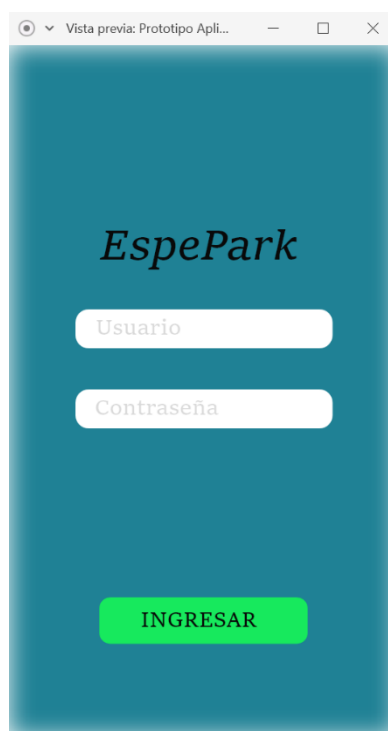 Vista previa: Prototipo Apli...
EspePark
Usuario
Contraseña
INGRESAR